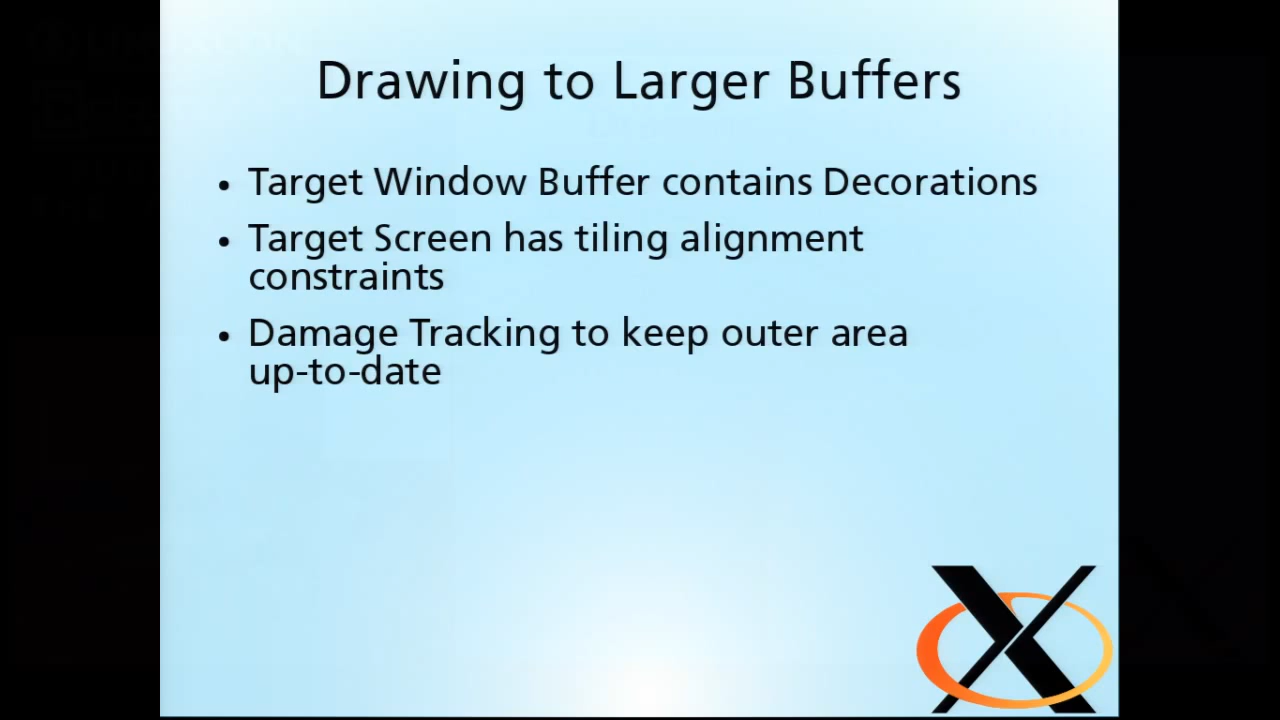 Drawing to Larger Buffers
• Target Window Buffer contains Decorations
• Target Screen has tiling alignment
constraints
• Damage Tracking to keep outer area
up-to-date